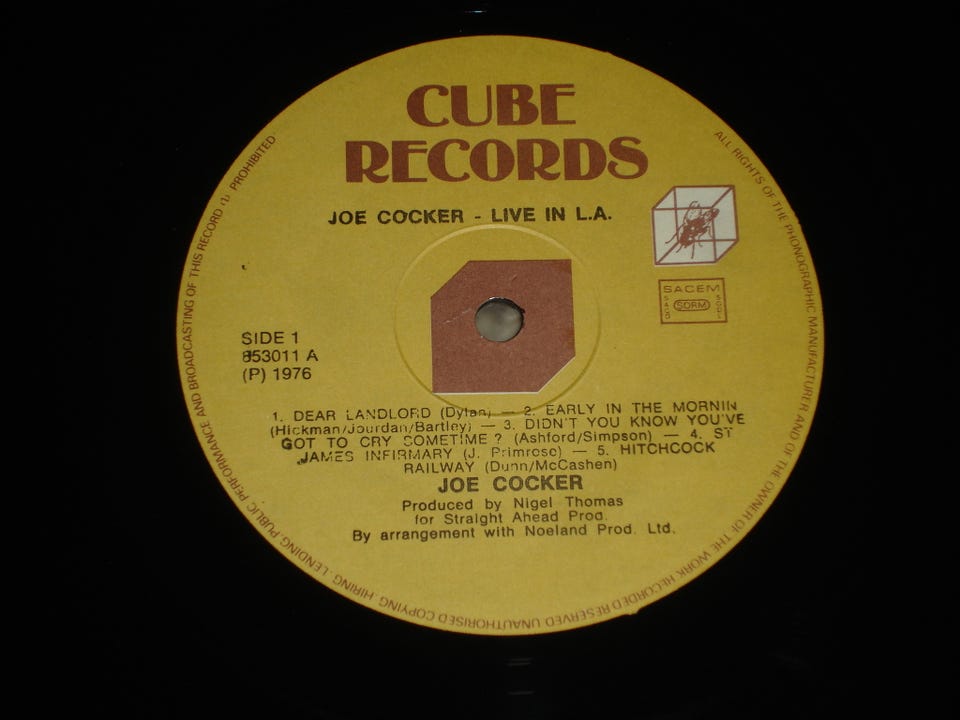 CUBE
RECORDS
JOE COCKER - LIVE IN L.A.
SACEM
SDRM
SIDE 1
853011 A
(P) 1976
1. DEAR LANDLORD (Dylan) — 2. EARLY IN THE MORNIN
(Hickman/Jourdan/Bartley) — 3. DIDN'T YOU KNOW YOU'VE
GOT TO CRY SOMETIME ? (Ashford/Simpson) — 4. ST
JAMES INFIRMARY (J. Primrose) — 5. HITCHCOCK
RAILWAY (Dunn/McCashen)
JOE COCKER
Produced by Nigel Thomas
for Straight Ahead Prod.
By arrangement with Noeland Prod. Ltd.
ALL RIGHTS OF THE PHONOGRAPHIC MANUFACTURER AND OF THE OWNER OF THE WORK RECORDED RESERVED UNAUTHORISED COPYING. HIRING. LENDING. PUBLIC PERFORMANCE AND BROADCASTING OF THIS RECORD (1) PROHIBITED